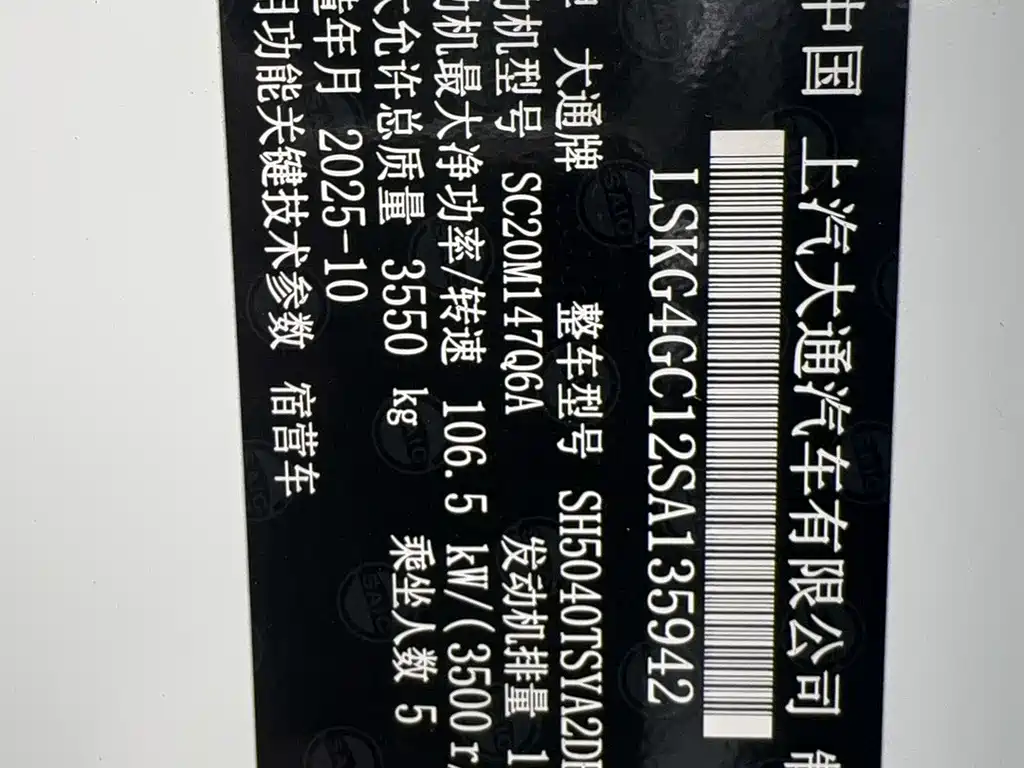 中国 上汽大通汽车有限公司 制
LSKG4GC12SA135942
大通牌 整车型号 SH5040TSYA2D
动机型号 SC20M147Q6A 发动机排量 1
动机最大净功率/转速 106.5 kW/(3500 r/
大允许总质量 3550 kg 乘坐人数 5
造年月 2025-10
用功能关键技术参数 宿营车